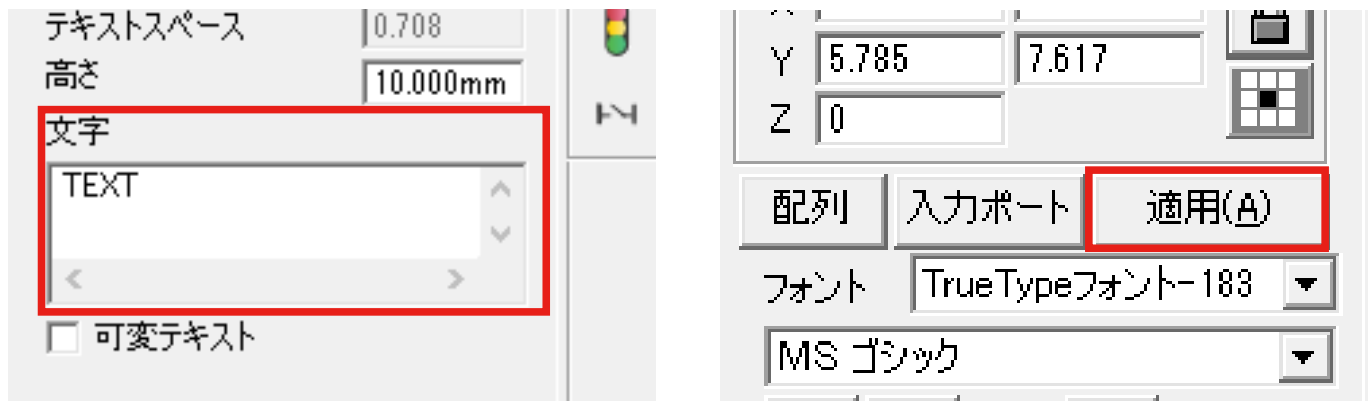 テキストスペース 0.708
高さ 10.000mm
文字
TEXT
可変テキスト
Y 5.785 7.617
Z 0
配列 入力ポート 適用(A)
フォント TrueTypeフォント-183
MS ゴシック